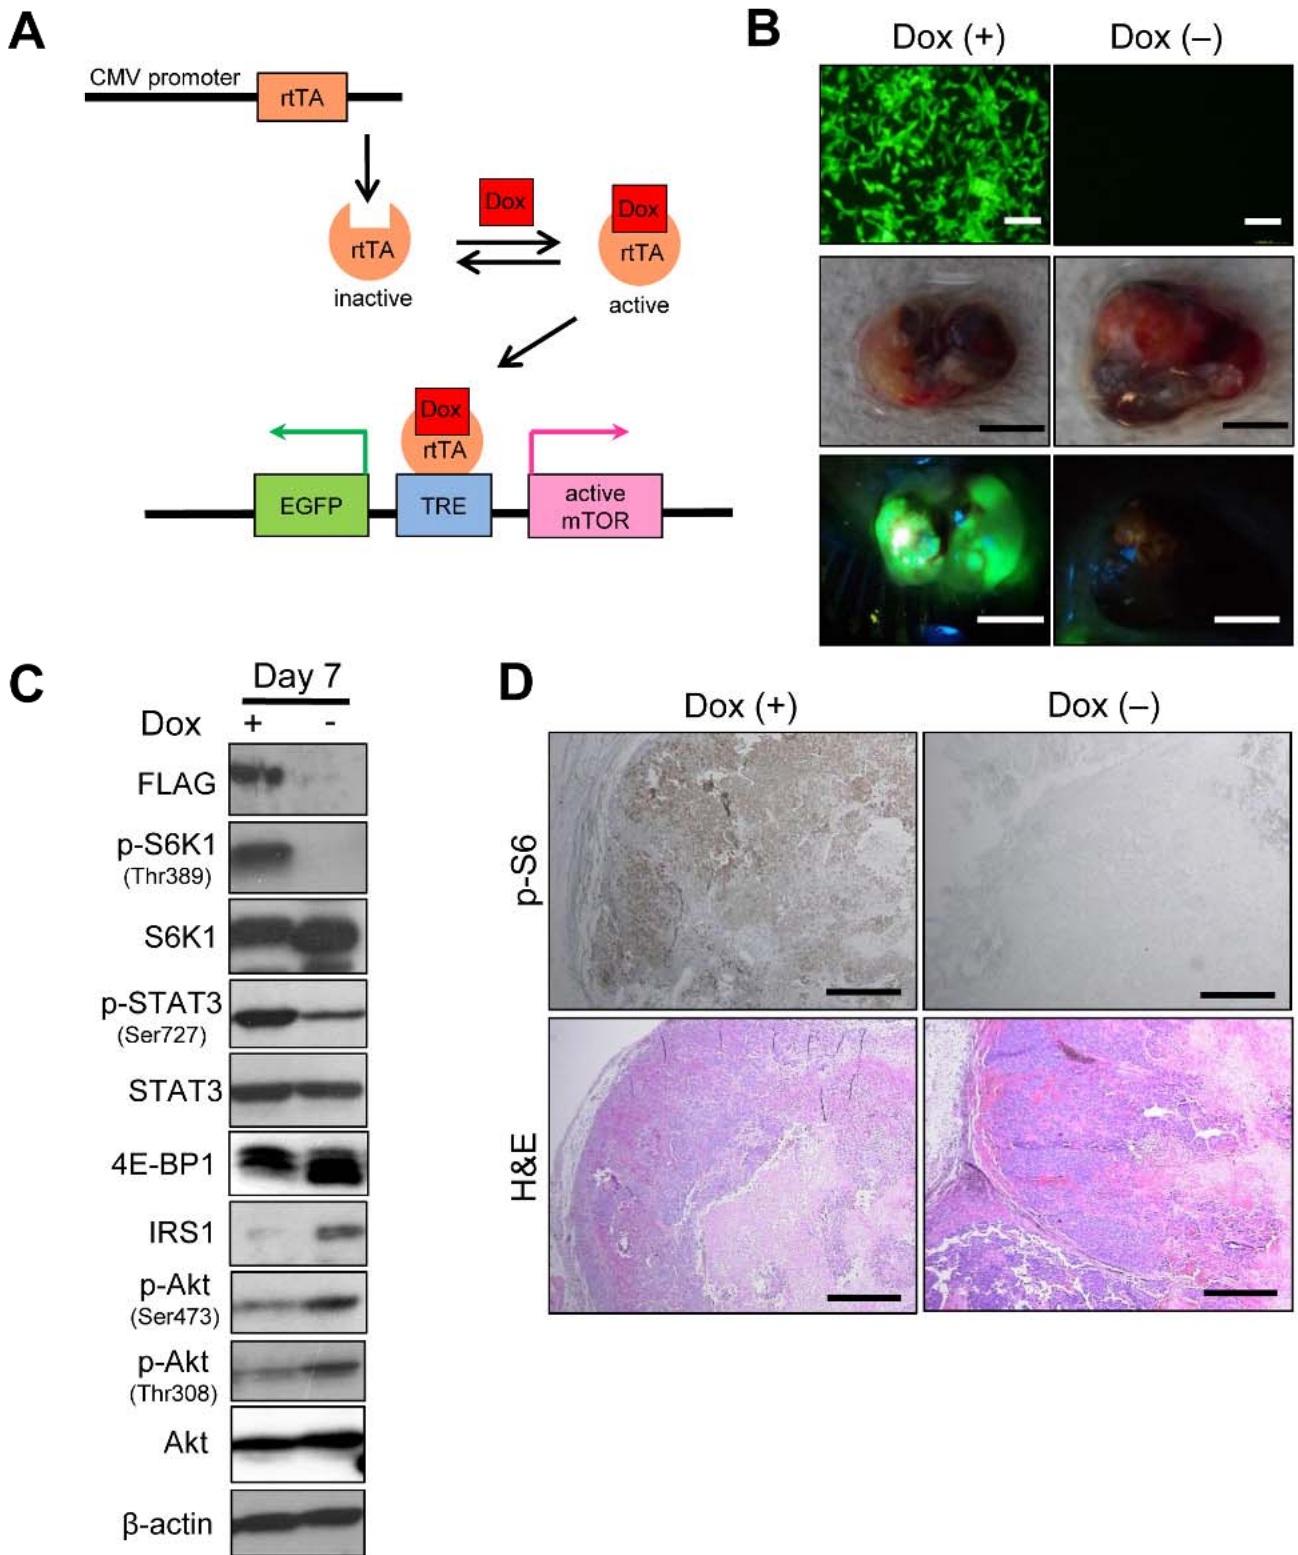 A
CMV promoter
rtTA
Dox
Dox
rtTA
rtTA
inactive
active
Dox
rtTA
EGFP
TRE
active
mTOR
B
Dox (+) Dox (–)
C
Day 7
Dox + -
FLAG
p-S6K1
(Thr389)
S6K1
p-STAT3
(Ser727)
STAT3
4E-BP1
IRS1
p-Akt
(Ser473)
p-Akt
(Thr308)
Akt
β-actin
D
Dox (+) Dox (–)
p-S6
H&E